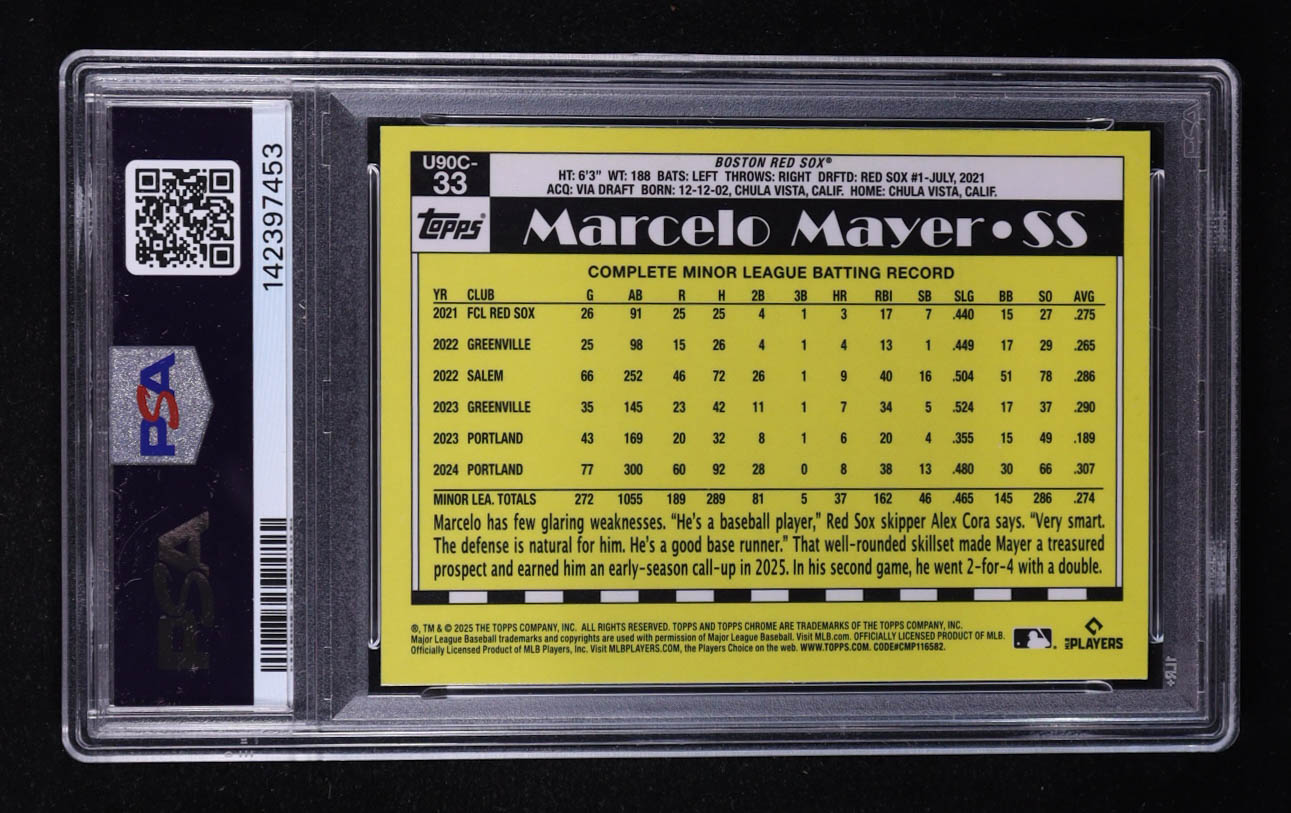 142397453
PSA
PSA
PSA
U90C-
33
BOSTON RED SOX®
HT: 6'3" WT: 188 BATS: LEFT THROWS: RIGHT DRFTD: RED SOX #1-JULY, 2021
ACQ: VIA DRAFT BORN: 12-12-02, CHULA VISTA, CALIF. HOME: CHULA VISTA, CALIF.
topps®
Marcelo Mayer • SS
COMPLETE MINOR LEAGUE BATTING RECORD
YR CLUB G AB R H 2B 3B HR RBI SB SLG BB SO AVG
2021 FCL RED SOX 26 91 25 25 4 1 3 17 7 .440 15 27 .275
2022 GREENVILLE 25 98 15 26 4 1 4 13 1 .449 17 29 .265
2022 SALEM 66 252 46 72 26 1 9 40 16 .504 51 78 .286
2023 GREENVILLE 35 145 23 42 11 1 7 34 5 .524 17 37 .290
2023 PORTLAND 43 169 20 32 8 1 6 20 4 .355 15 49 .189
2024 PORTLAND 77 300 60 92 28 0 8 38 13 .480 30 66 .307
MINOR LEA. TOTALS 272 1055 189 289 81 5 37 162 46 .465 145 286 .274
Marcelo has few glaring weaknesses. "He's a baseball player," Red Sox skipper Alex Cora says. "Very smart.
The defense is natural for him. He's a good base runner." That well-rounded skillset made Mayer a treasured
prospect and earned him an early-season call-up in 2025. In his second game, he went 2-for-4 with a double.
®, TM & © 2025 THE TOPPS COMPANY, INC. ALL RIGHTS RESERVED. TOPPS AND TOPPS CHROME ARE TRADEMARKS OF THE TOPPS COMPANY, INC.
Major League Baseball trademarks and copyrights are used with permission of Major League Baseball. Visit MLB.com. OFFICIALLY LICENSED PRODUCT OF MLB.
Officially Licensed Product of MLB Players, Inc. Visit MLBPLAYERS.COM, the Players Choice on the web. WWW.TOPPS.COM. CODE#CMP116582.
MLB PLAYERS